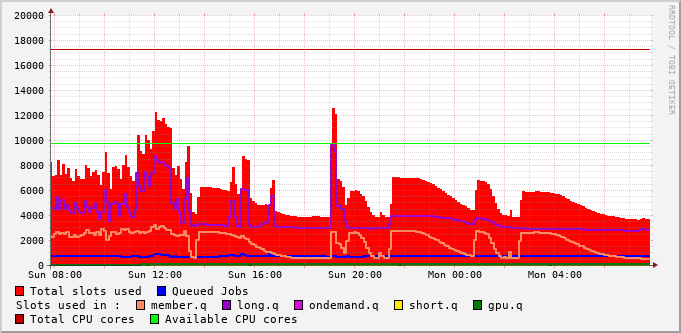 20000
18000
16000
14000
12000
10000
8000
6000
4000
2000
0
Sun 08:00 Sun 12:00 Sun 16:00 Sun 20:00 Mon 00:00 Mon 04:00
RRDTOOL / TOBI OETIKER
Total slots used Queued Jobs
Slots used in : member.q long.q ondemand.q short.q gpu.q
Total CPU cores Available CPU cores